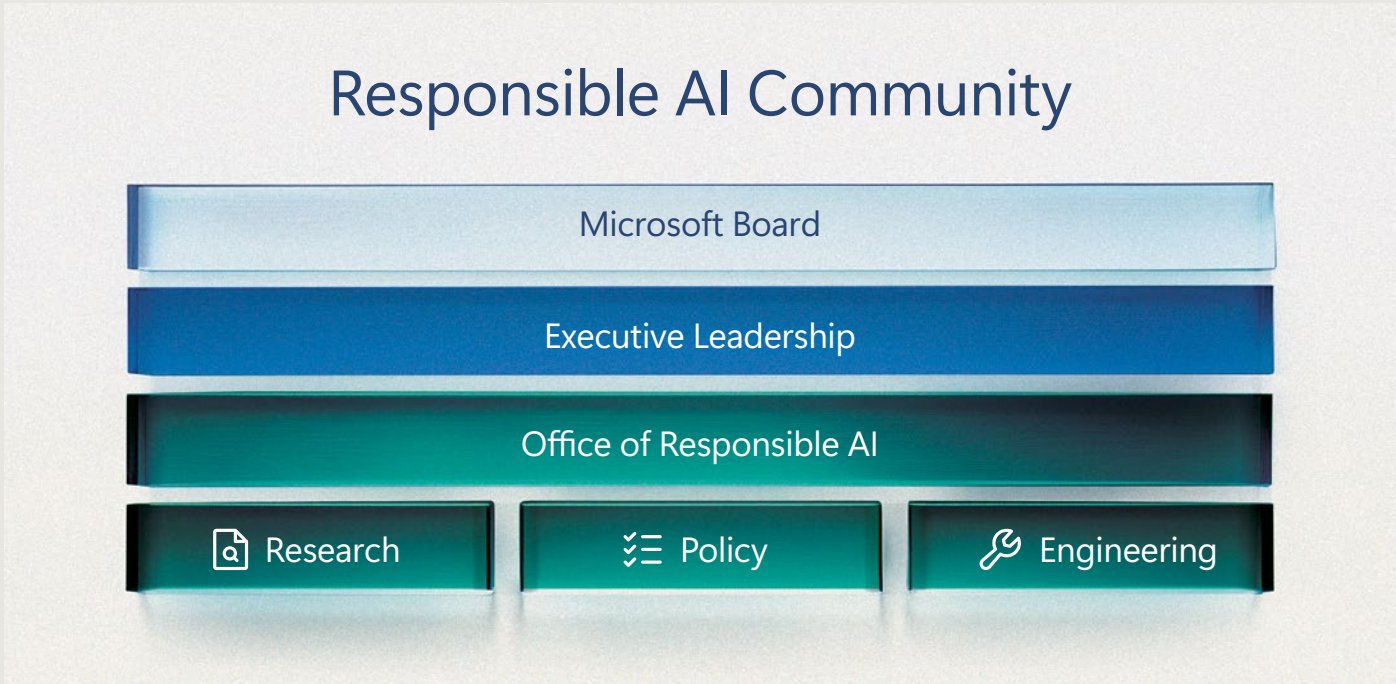 Responsible AI Community
Microsoft Board
Executive Leadership
Office of Responsible AI
Research
Policy
Engineering